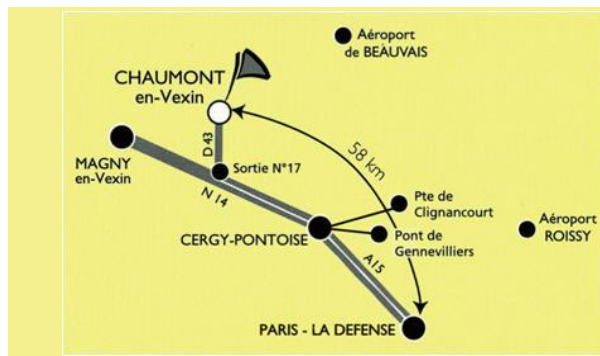 Aéroport
de BEAUVAIS
CHAUMONT
en-Vexin
D 43
58 km
MAGNY
en-Vexin
Sortie N°17
N 14
Pte de
Clignancourt
CERGY-PONTOISE
Pont de
Gennevilliers
Aéroport
ROISSY
A15
PARIS - LA DEFENSE